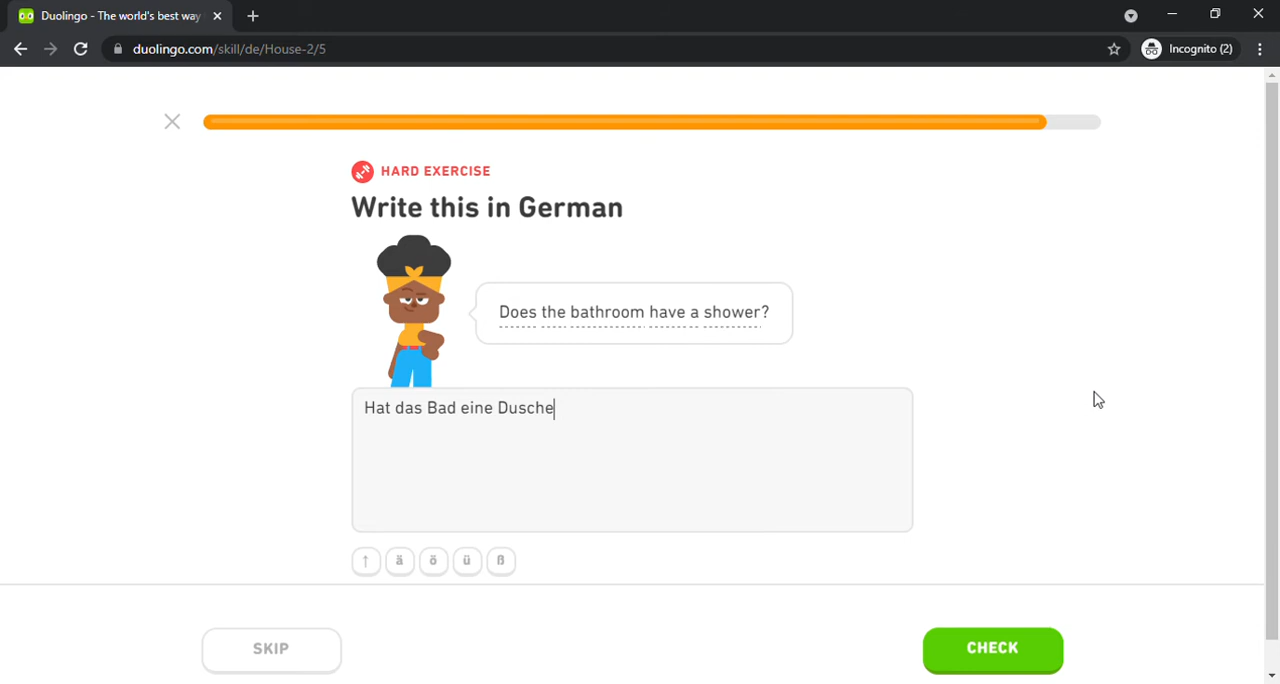 Duolingo - The world's best way
duolingo.com/skill/de/House-2/5
Incognito (2)
HARD EXERCISE
Write this in German
Does the bathroom have a shower?
Hat das Bad eine Dusche
↑ ä ö ü ß
SKIP
CHECK